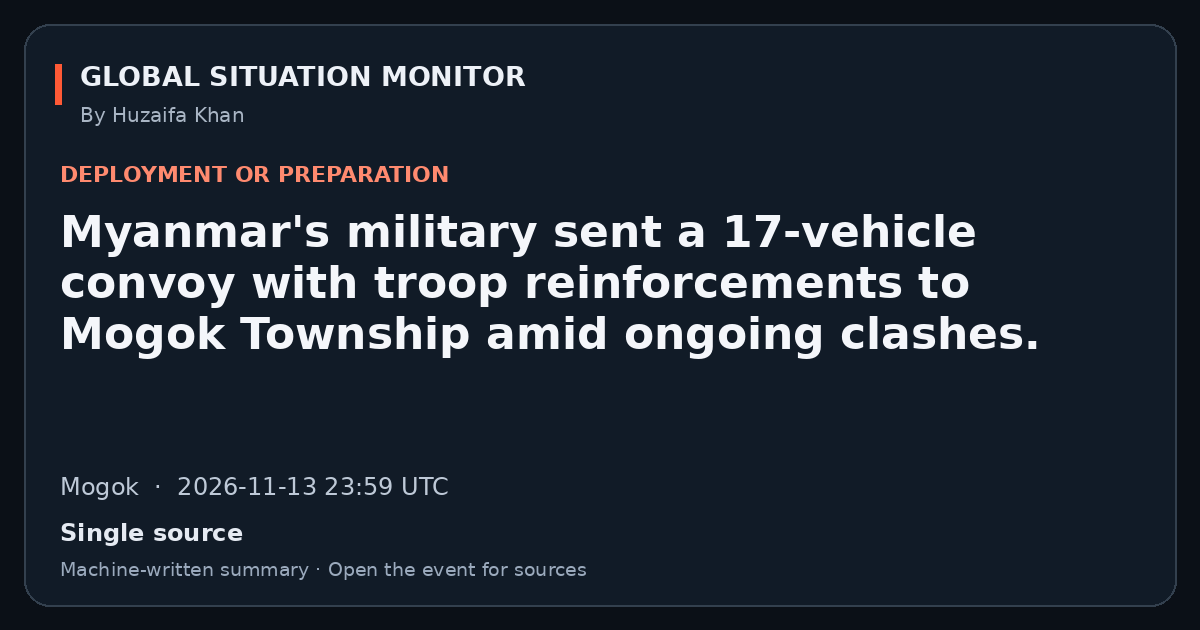 GLOBAL SITUATION MONITOR
By Huzaifa Khan
DEPLOYMENT OR PREPARATION
Myanmar's military sent a 17-vehicle
convoy with troop reinforcements to
Mogok Township amid ongoing clashes.
Mogok · 2026-11-13 23:59 UTC
Single source
Machine-written summary · Open the event for sources